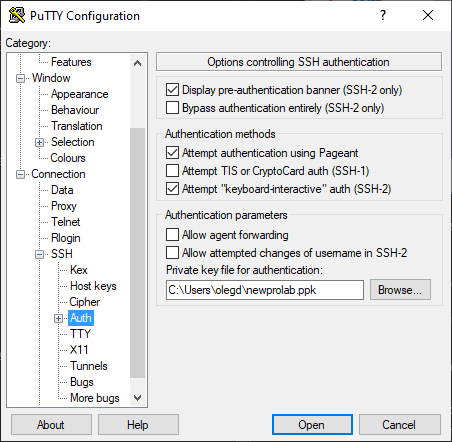 PuTTY Configuration
?
Category:
Features
Window
Appearance
Behaviour
Translation
Selection
Colours
Connection
Data
Proxy
Telnet
Rlogin
SSH
Kex
Host keys
Cipher
Auth
TTY
X11
Tunnels
Bugs
More bugs
Options controlling SSH authentication
Display pre-authentication banner (SSH-2 only)
Bypass authentication entirely (SSH-2 only)
Authentication methods
Attempt authentication using Pageant
Attempt TIS or CryptoCard auth (SSH-1)
Attempt "keyboard-interactive" auth (SSH-2)
Authentication parameters
Allow agent forwarding
Allow attempted changes of username in SSH-2
Private key file for authentication:
C:\Users\olegd\newprolab.ppk
Browse...
About
Help
Open
Cancel